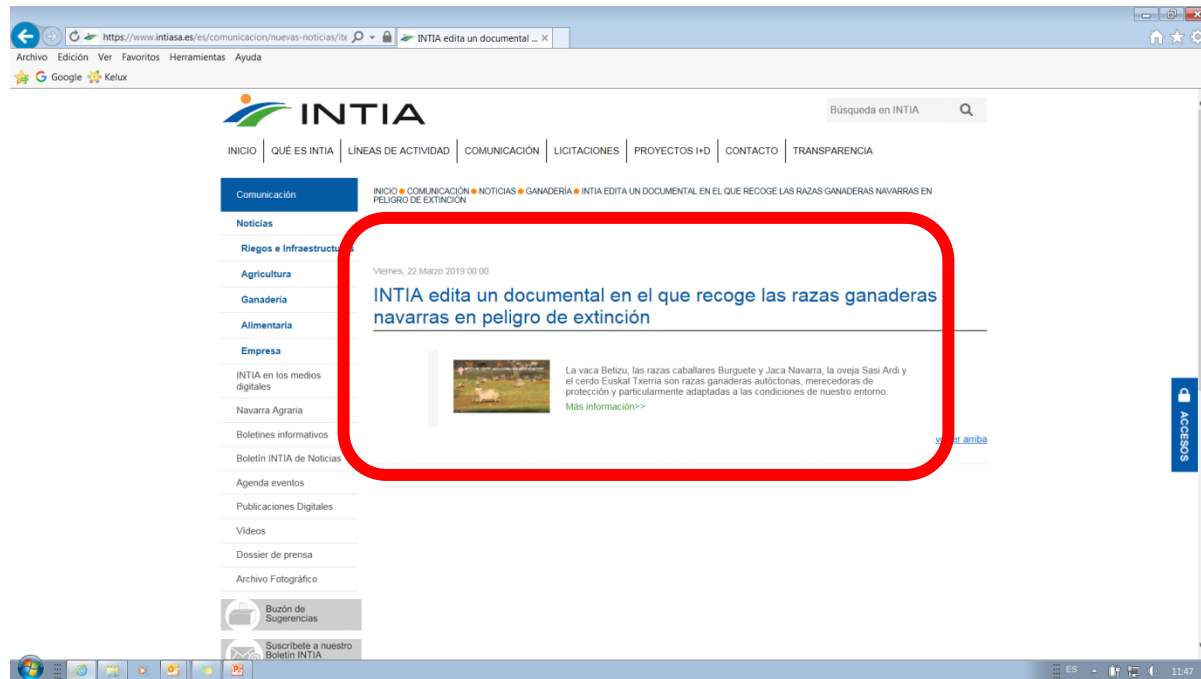 https://www.intiasa.es/es/comunicacion/nuevas-noticias/ite
INTIA edita un documental ...
Archivo Edición Ver Favoritos Herramientas Ayuda
Google Kelux
INTIA
Búsqueda en INTIA
INICIO QUÉ ES INTIA LÍNEAS DE ACTIVIDAD COMUNICACIÓN LICITACIONES PROYECTOS I+D CONTACTO TRANSPARENCIA
Comunicación
Noticias
Riegos e Infraestructuras
Agricultura
Ganadería
Alimentaria
Empresa
INTIA en los medios
digitales
Navarra Agraria
Boletines informativos
Boletín INTIA de Noticias
Agenda eventos
Publicaciones Digitales
Vídeos
Dossier de prensa
Archivo Fotográfico
Buzón de
Sugerencias
Suscríbete a nuestro
Boletín INTIA
INICIO COMUNICACIÓN NOTICIAS GANADERÍA INTIA EDITA UN DOCUMENTAL EN EL QUE RECOGE LAS RAZAS GANADERAS NAVARRAS EN
PELIGRO DE EXTINCIÓN
Viernes, 22 Marzo 2019 00:00
INTIA edita un documental en el que recoge las razas ganaderas
navarras en peligro de extinción
La vaca Betizu, las razas caballares Burguete y Jaca Navarra, la oveja Sasi Ardi y
el cerdo Euskal Txerria son razas ganaderas autóctonas, merecedoras de
protección y particularmente adaptadas a las condiciones de nuestro entorno.
Más información>>
volver arriba
ACCESOS
ES
11:47